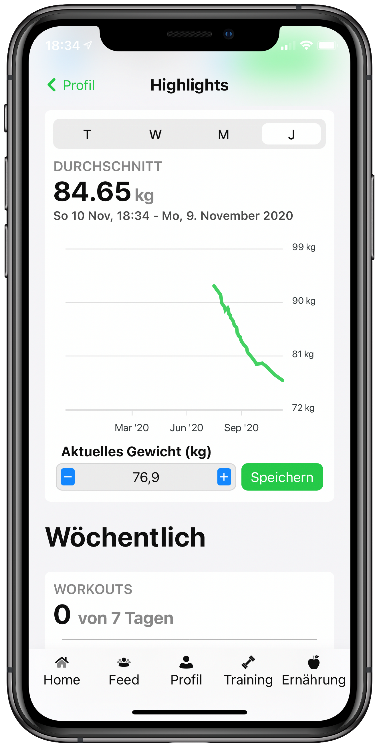 18:34
Profil
Highlights
T W M J
DURCHSCHNITT
84.65 kg
So 10 Nov, 18:34 - Mo, 9. November 2020
99 kg
90 kg
81 kg
72 kg
Mar '20 Jun '20 Sep '20
Aktuelles Gewicht (kg)
− 76,9 + Speichern
Wöchentlich
WORKOUTS
0 von 7 Tagen
Home Feed Profil Training Ernährung